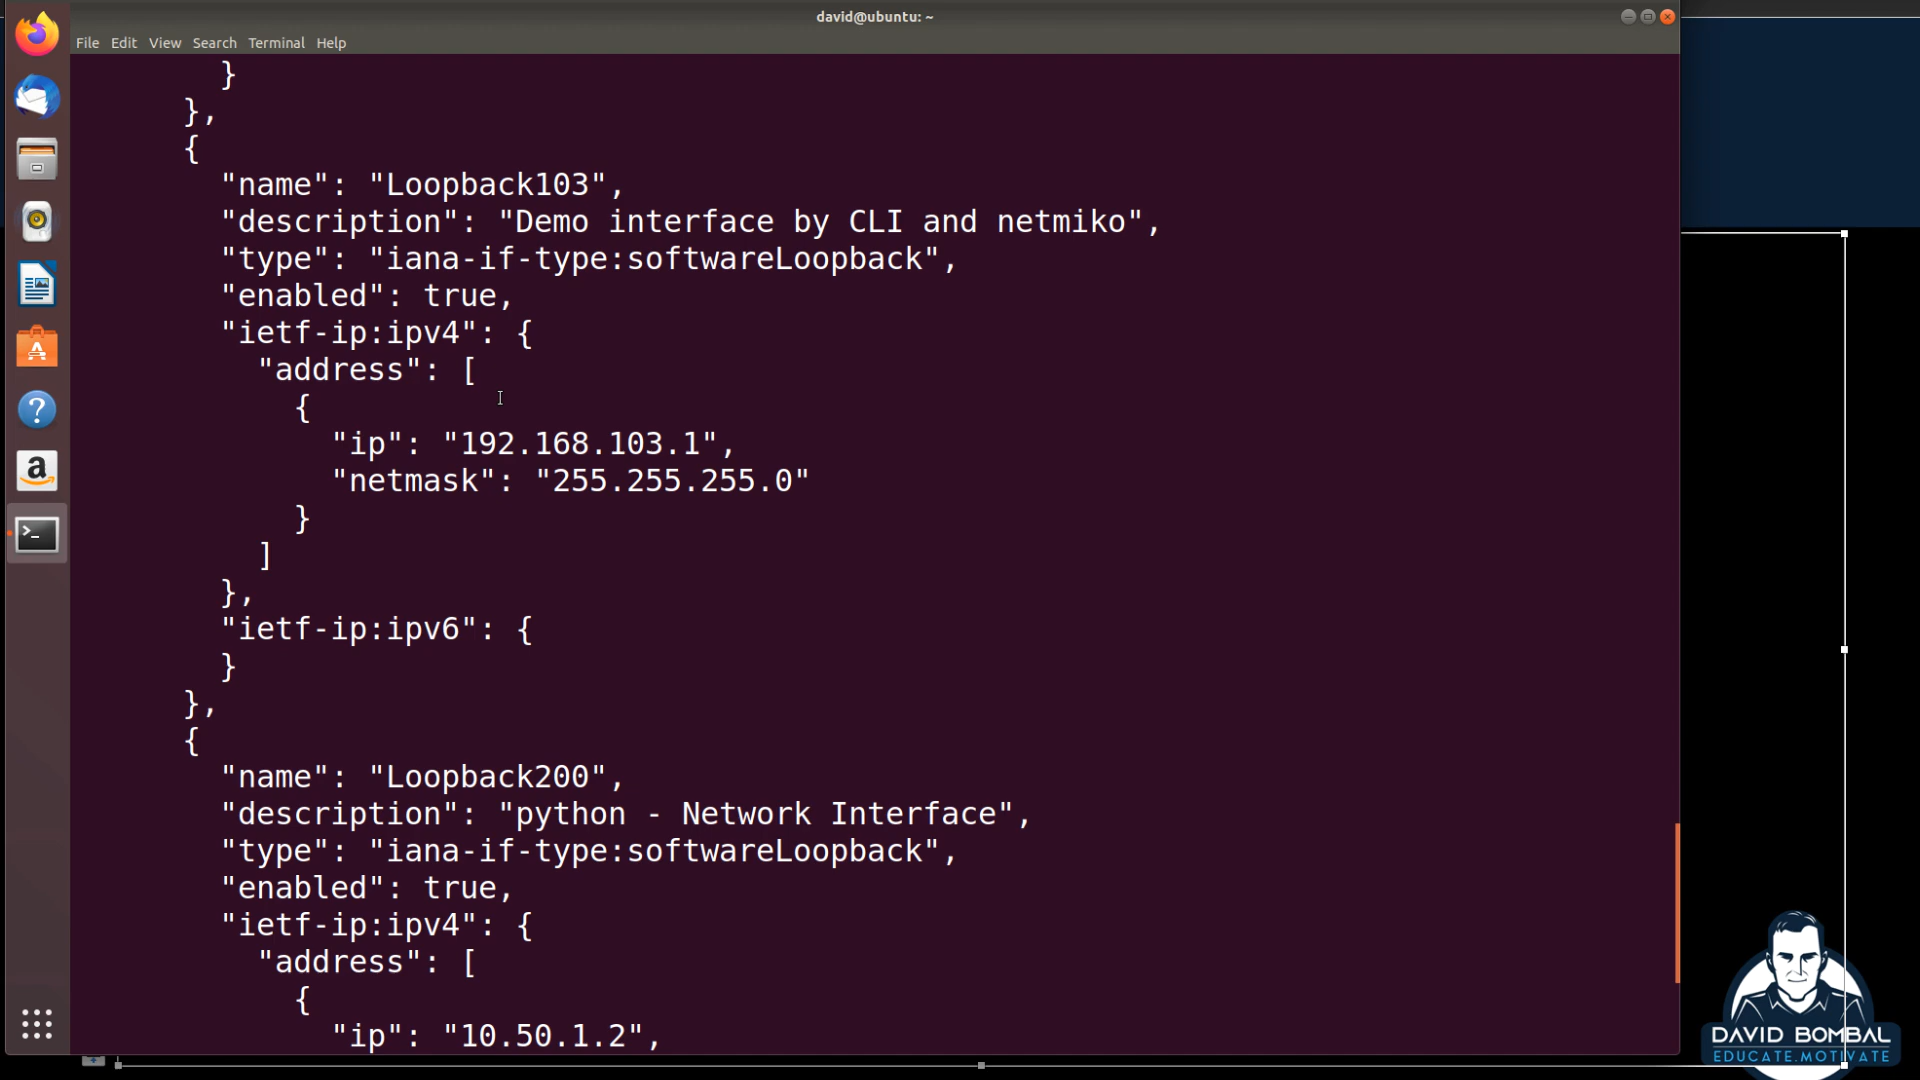 david@ubuntu: ~
File Edit View Search Terminal Help
}
},
{
"name": "Loopback103",
"description": "Demo interface by CLI and netmiko",
"type": "iana-if-type:softwareLoopback",
"enabled": true,
"ietf-ip:ipv4": {
"address": [
{
"ip": "192.168.103.1",
"netmask": "255.255.255.0"
}
]
},
"ietf-ip:ipv6": {
}
},
{
"name": "Loopback200",
"description": "python - Network Interface",
"type": "iana-if-type:softwareLoopback",
"enabled": true,
"ietf-ip:ipv4": {
"address": [
{
"ip": "10.50.1.2",
DAVID BOMBAL
EDUCATE.MOTIVATE